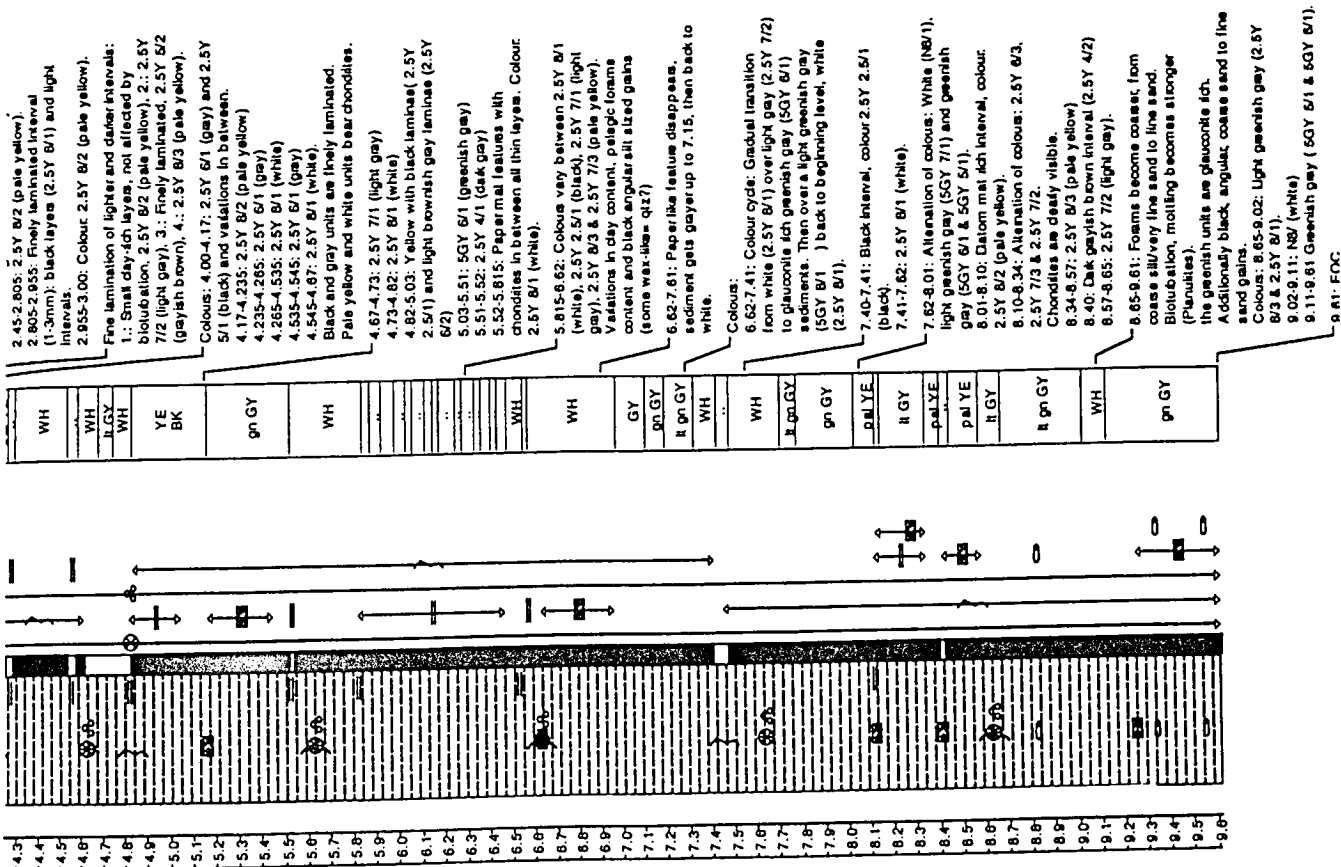 2.45-2.805: 2.5Y 8/2 (pale yellow).
2.805-2.955: Finely laminated interval
(1-3mm): black layers (2.5Y 8/1) and light
intervals.
2.955-3.00: Colour: 2.5Y 8/2 (pale yellow).
Fine lamination of lighter and darker intervals:
1.: Small clay-rich layers, not affected by
bioturbation, 2.5Y 8/2 (pale yellow), 2.: 2.5Y
7/2 (light gray), 3.: Finely laminated, 2.5Y 5/2
(grayish brown), 4.: 2.5Y 8/3 (pale yellow).
Colours: 4.00-4.17: 2.5Y 6/1 (gray) and 2.5Y
5/1 (black) and variations in between.
4.17-4.235: 2.5Y 8/2 (pale yellow)
4.235-4.265: 2.5Y 6/1 (gray)
4.265-4.535: 2.5Y 8/1 (white)
4.535-4.545: 2.5Y 6/1 (gray)
4.545-4.67: 2.5Y 8/1 (white).
Black and gray units are finely laminated.
Pale yellow and white units bear chondites.
4.67-4.73: 2.5Y 7/1 (light gray)
4.73-4.82: 2.5Y 8/1 (white)
4.82-5.03: Yellow with black laminae( 2.5Y
2.5/1) and light brownish grey laminae (2.5Y
6/2)
5.03-5.51: 5GY 6/1 (greenish gray)
5.51-5.52: 2.5Y 4/1 (dark gray)
5.52-5.815: Papermat features with
chondites in between all thin layers. Colour:
2.5Y 8/1 (white).
5.815-6.62: Colours vary between 2.5Y 8/1
(white), 2.5Y 2.5/1 (black), 2.5Y 7/1 (light
gray), 2.5Y 8/3 & 2.5Y 7/3 (pale yellow).
Variations in clay content, pelagic forams
content and black angular silt sized grains
(some wax-like= qtz?)
6.62-7.61: Paperlike feature disappears,
sediment gets grayer up to 7.15, then back to
white.
Colours:
6.62-7.41: Colour cycle: Gradual transition
from white (2.5Y 8/1) over light gray (2.5Y 7/2)
to glauconite rich greenish gray (5GY 6/1)
sediments. Then over a light greenish gray
(5GY 8/1 ) back to beginning level, white
(2.5Y 8/1).
7.40-7.41: Black interval, colour 2.5Y 2.5/1
(black).
7.41-7.62: 2.5Y 8/1 (white).
7.62-8.01: Alternation of colours: White (N8/1),
light greenish gray (5GY 7/1) and greenish
gray (5GY 6/1 & 5GY 5/1).
8.01-8.10: Diatom mat rich interval, colour:
2.5Y 8/2 (pale yellow).
8.10-8.34: Alternation of colours: 2.5Y 8/3,
2.5Y 7/3 & 2.5Y 7/2.
Chondites are clearly visible.
8.34-8.57: 2.5Y 8/3 (pale yellow)
8.40: Dark grayish brown (2.5Y 4/2)
8.57-8.65: 2.5Y 7/2 (light gray).
8.65-9.61: Forams become coarser, from
coarse silt/very fine sand to fine sand.
Bioturbation, mottling becomes stronger
(Planulites).
the greenish units are glauconite rich.
Additionally black, angular, coarse sand to fine
sand gains.
Colours: 8.65-9.02: Light greenish gray (2.5Y
8/3 & 2.5Y 8/1).
9.02-9.11: N8/ (white)
9.11-9.61 Greenish gray ( 5GY 5/1 & 5GY 6/1).
9.81: EOC
WH
..
WH
lt GY
WH
YE
BK
gn GY
WH
..
..
..
..
..
WH
WH
GY
gn GY
lt gn GY
WH
..
WH
lt gn GY
gn GY
pal YE
lt GY
pal YE
..
pal YE
lt GY
lt gn GY
WH
gn GY
4.3
4.4
4.5
4.6
4.7
4.8
4.9
5.0
5.1
5.2
5.3
5.4
5.5
5.6
5.7
5.8
5.9
6.0
6.1
6.2
6.3
6.4
6.5
6.6
6.7
6.8
6.9
7.0
7.1
7.2
7.3
7.4
7.5
7.6
7.7
7.8
7.9
8.0
8.1
8.2
8.3
8.4
8.5
8.6
8.7
8.8
8.9
9.0
9.1
9.2
9.3
9.4
9.5
9.6